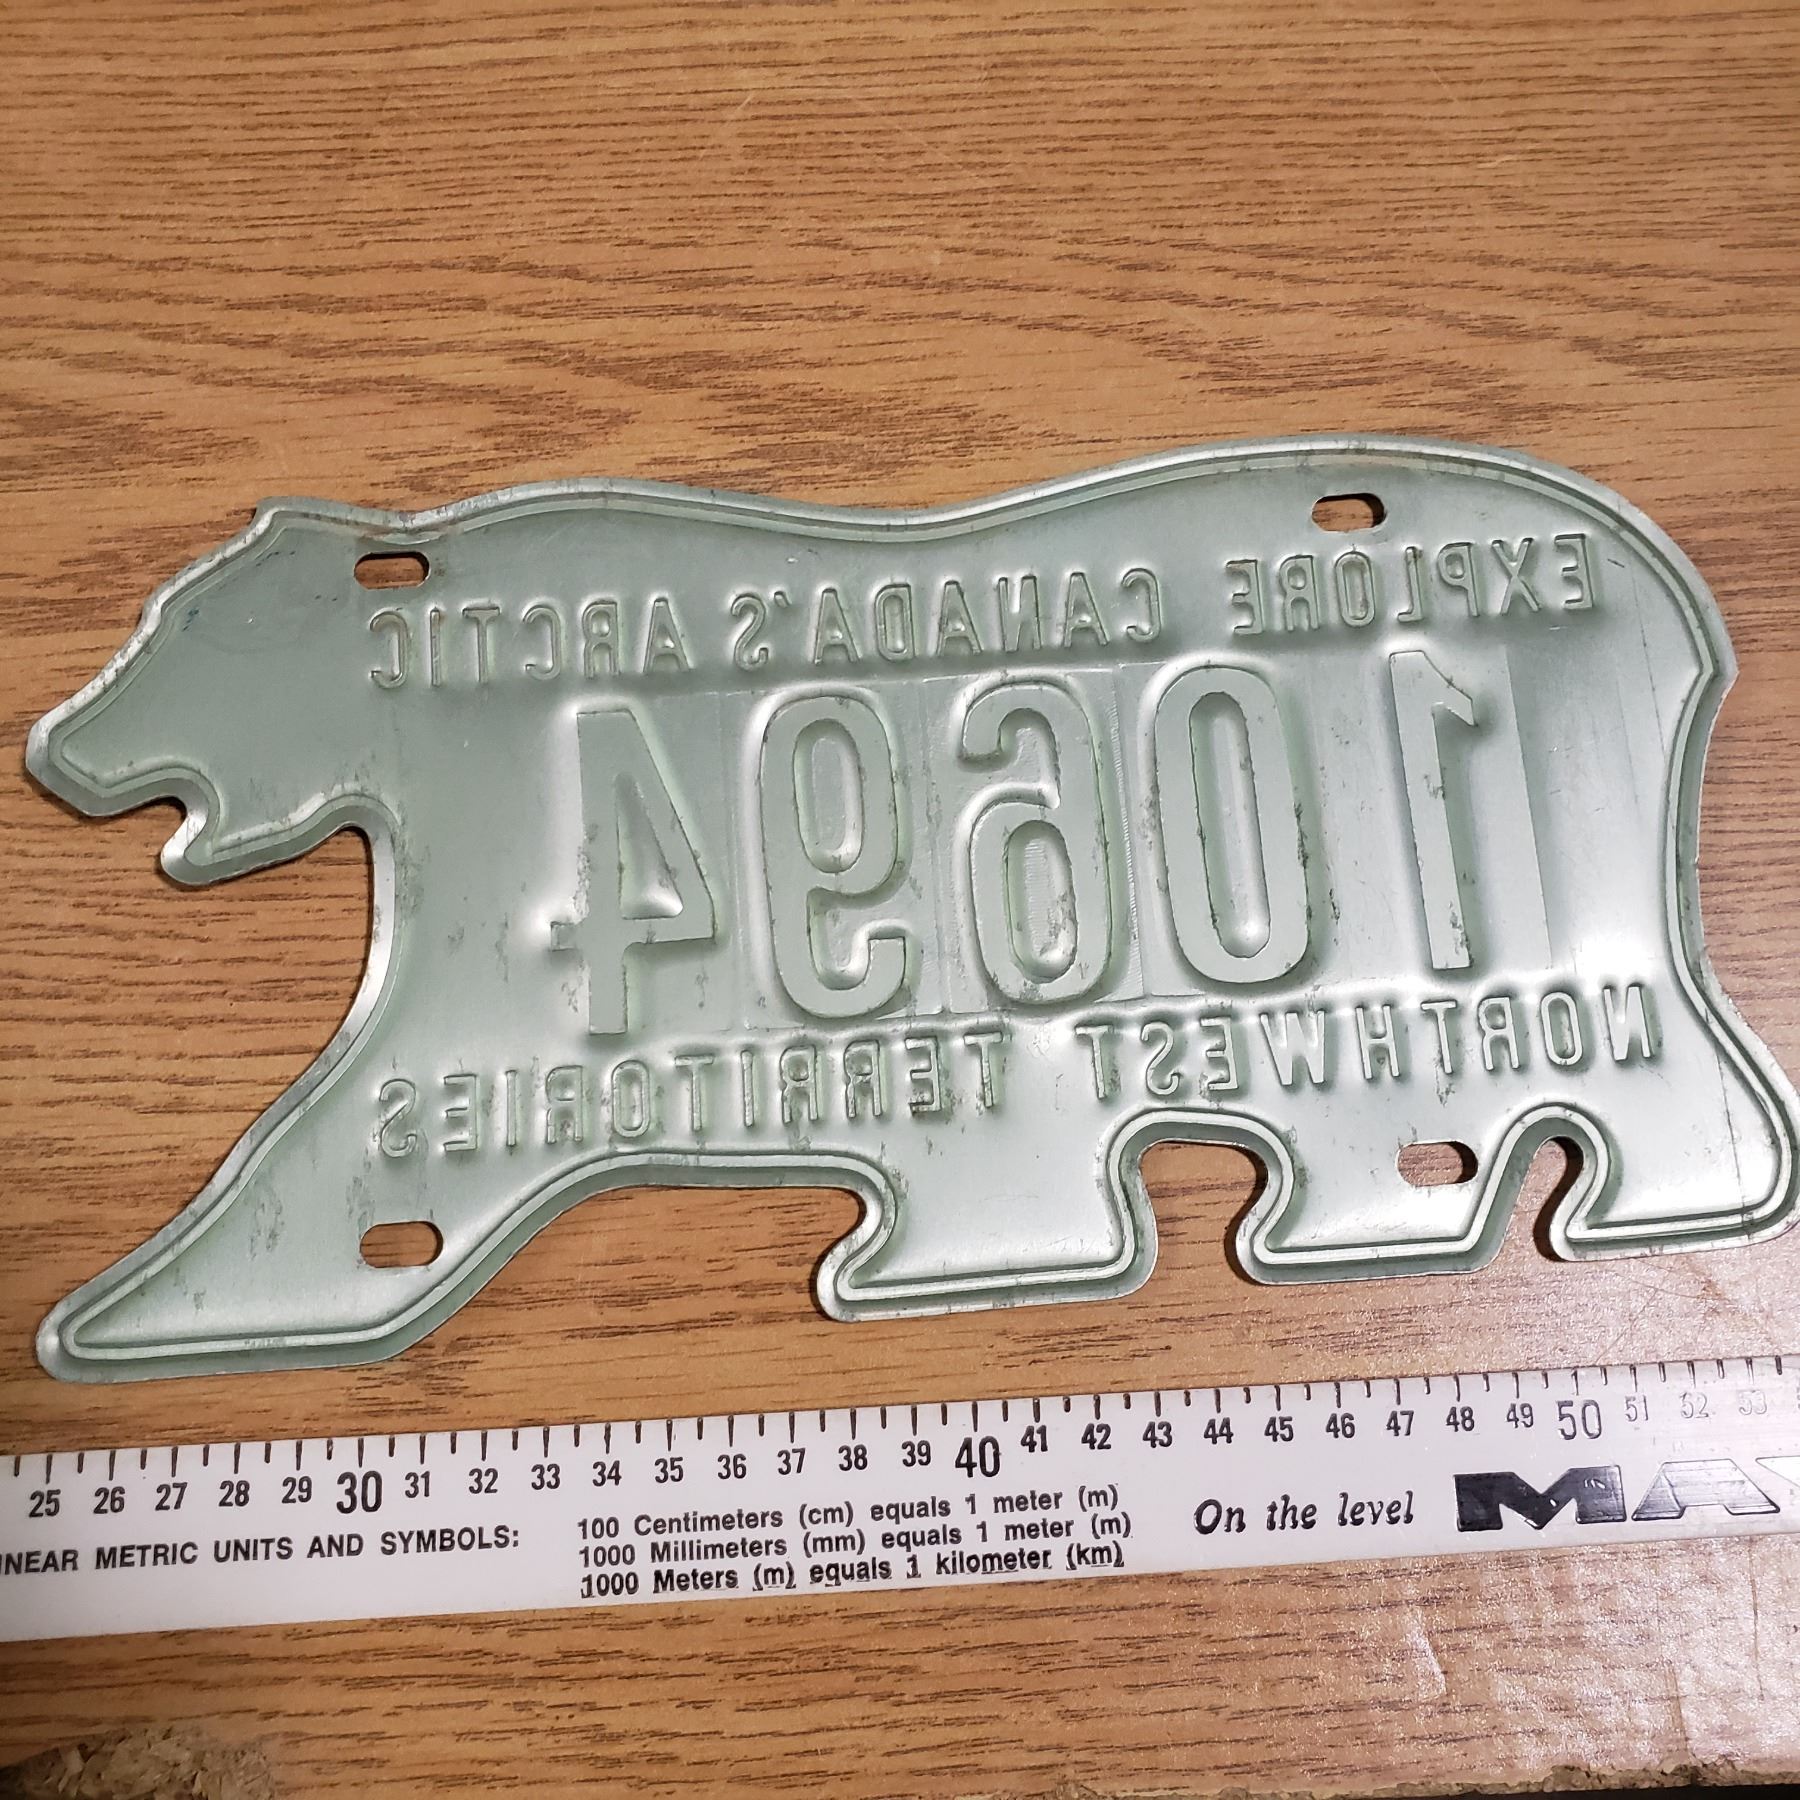 EXPLORE CANADA'S ARCTIC
10694
NORTHWEST TERRITORIES
25 26 27 28 29 30 31 32 33 34 35 36 37 38 39 40 41 42 43 44 45 46 47 48 49 50 51 52 53
INEAR METRIC UNITS AND SYMBOLS:
100 Centimeters (cm) equals 1 meter (m)
1000 Millimeters (mm) equals 1 meter (m)
1000 Meters (m) equals 1 kilometer (km)
On the level